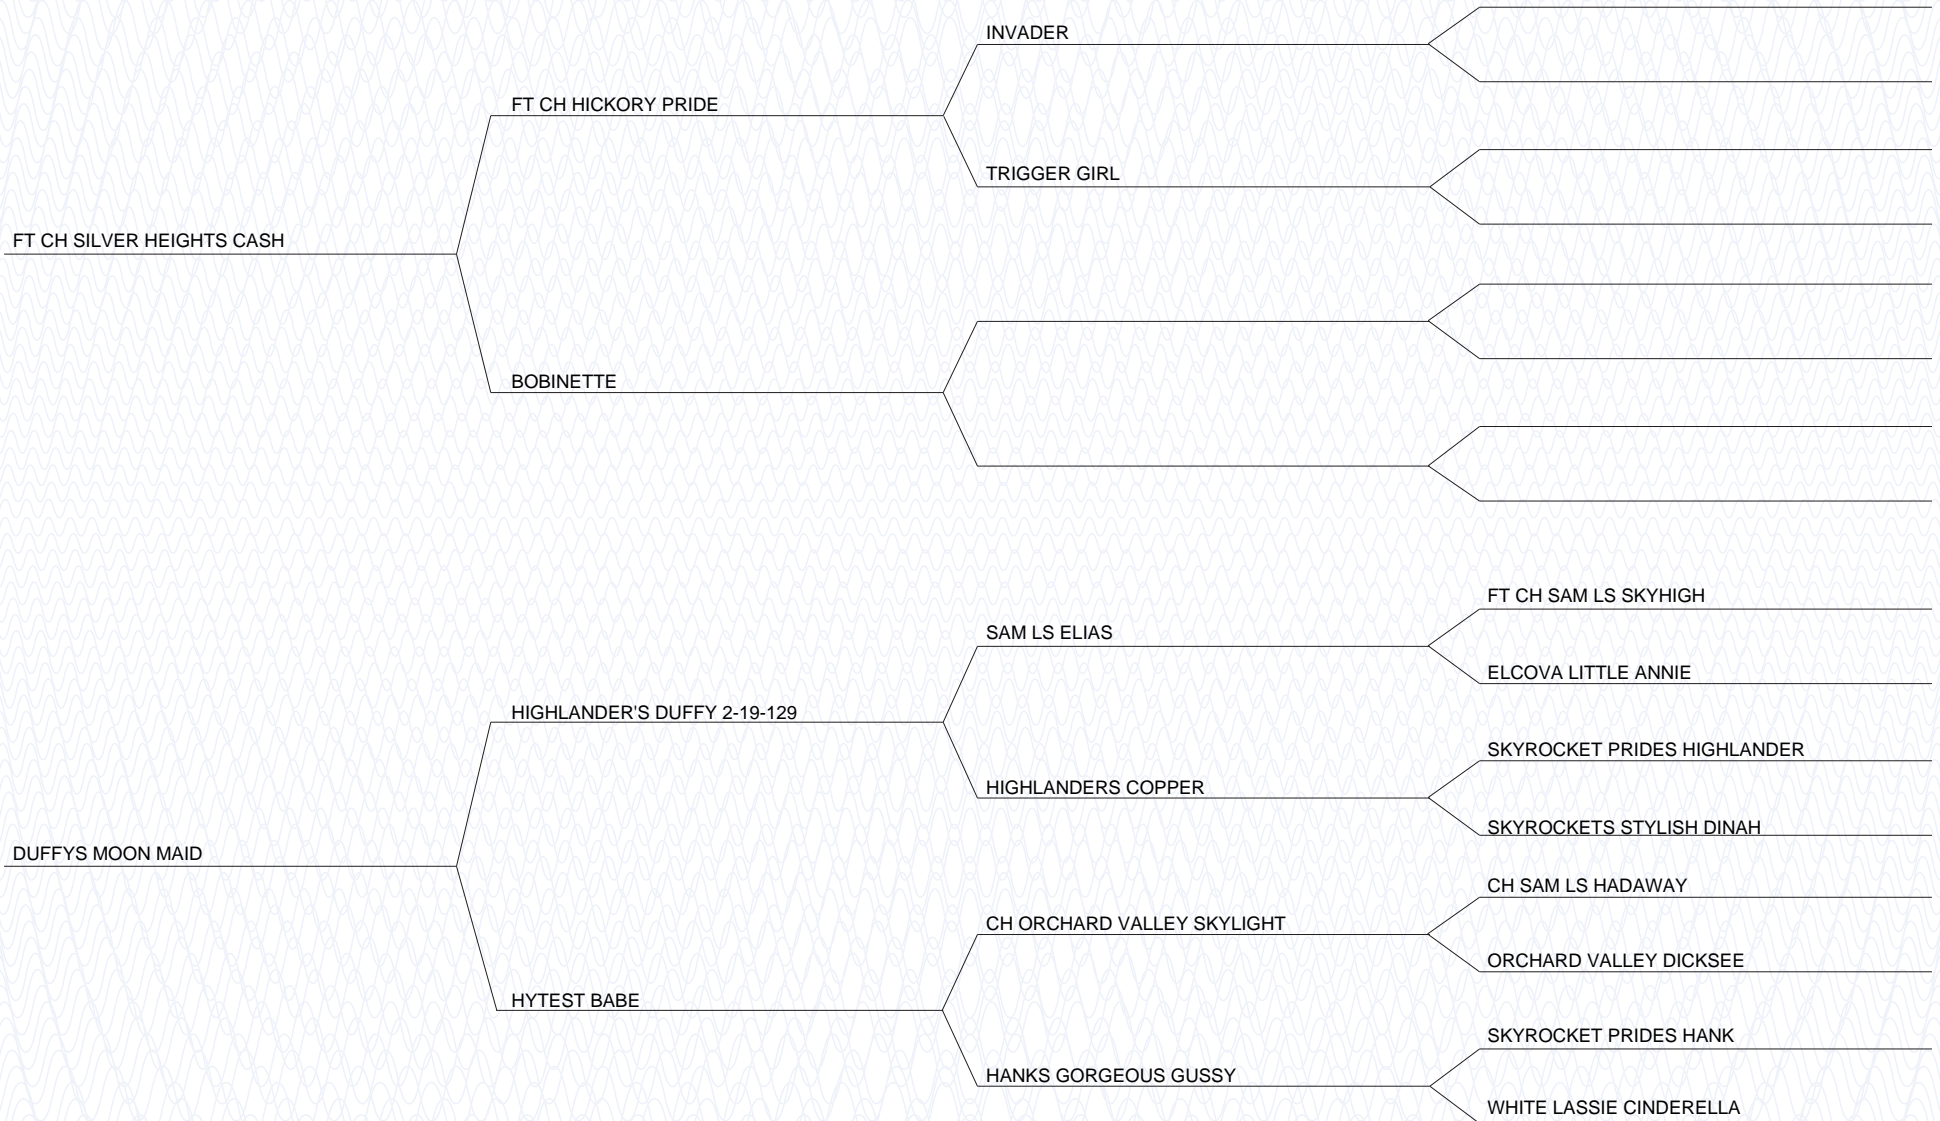 INVADER
FT CH HICKORY PRIDE
TRIGGER GIRL
FT CH SILVER HEIGHTS CASH
BOBINETTE
FT CH SAM LS SKYHIGH
SAM LS ELIAS
ELCOVA LITTLE ANNIE
HIGHLANDER'S DUFFY 2-19-129
SKYROCKET PRIDES HIGHLANDER
HIGHLANDERS COPPER
SKYROCKETS STYLISH DINAH
DUFFYS MOON MAID
CH SAM LS HADAWAY
CH ORCHARD VALLEY SKYLIGHT
ORCHARD VALLEY DICKSEE
HYTEST BABE
SKYROCKET PRIDES HANK
HANKS GORGEOUS GUSSY
WHITE LASSIE CINDERELLA